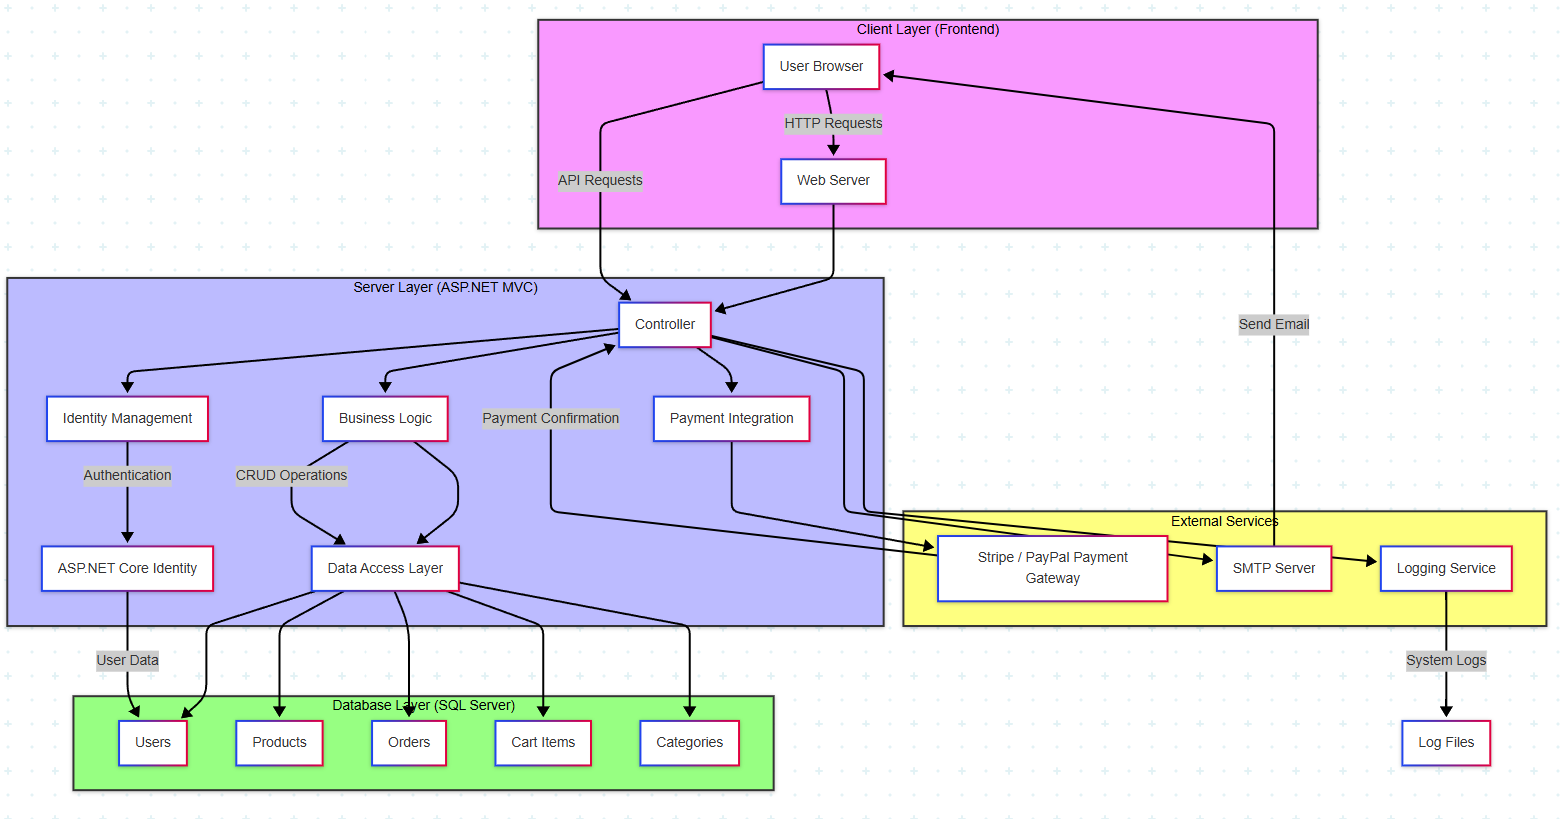 Client Layer (Frontend)
User Browser
HTTP Requests
API Requests
Web Server
Server Layer (ASP.NET MVC)
Controller
Send Email
Identity Management
Business Logic
Payment Confirmation
Payment Integration
Authentication
CRUD Operations
External Services
ASP.NET Core Identity
Data Access Layer
Stripe / PayPal Payment
Gateway
SMTP Server
Logging Service
User Data
System Logs
Database Layer (SQL Server)
Users
Products
Orders
Cart Items
Categories
Log Files